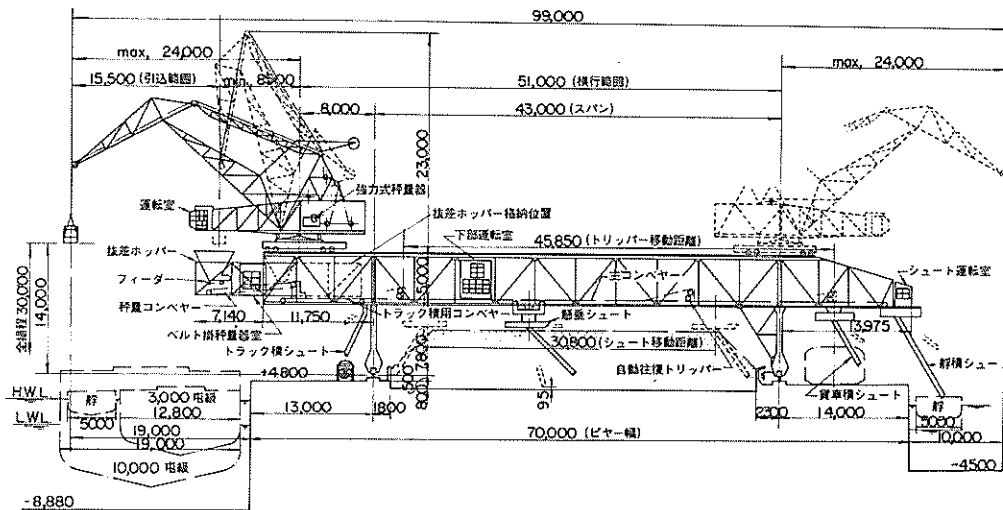 99,000
max, 24,000
max, 24,000
15,500 (引込範囲)
min, 8500
51,000 (横行範囲)
8,000
43,000 (スパン)
23,000
強力式秤量器
運転室
抜差ホッパー格納位置
下部運転室
45,850 (トリッパー移動距離)
抜差ホッパー
フィーダー
シュート運転室
主コンベヤー
5,000
全揚程 30,000
14,000
秤量コンベヤー
7,140
11,750
トラック積用コンベヤー
懸垂シュート
3,975
ベルト掛秤量器室
トラック積シュート
30,800 (シュート移動距離)
7,800
+4,800
自動往復トリッパー
艀積シュート
貨車積シュート
H.W.L.
L.W.L.
艀
3,000 屯級
12,800
5000
19,000
19,000
10,000 屯級
13,000
1800
800
500
95
2300
14,000
艀
5000
10,000
70,000 (ピヤー幅)
-4500
-8,880